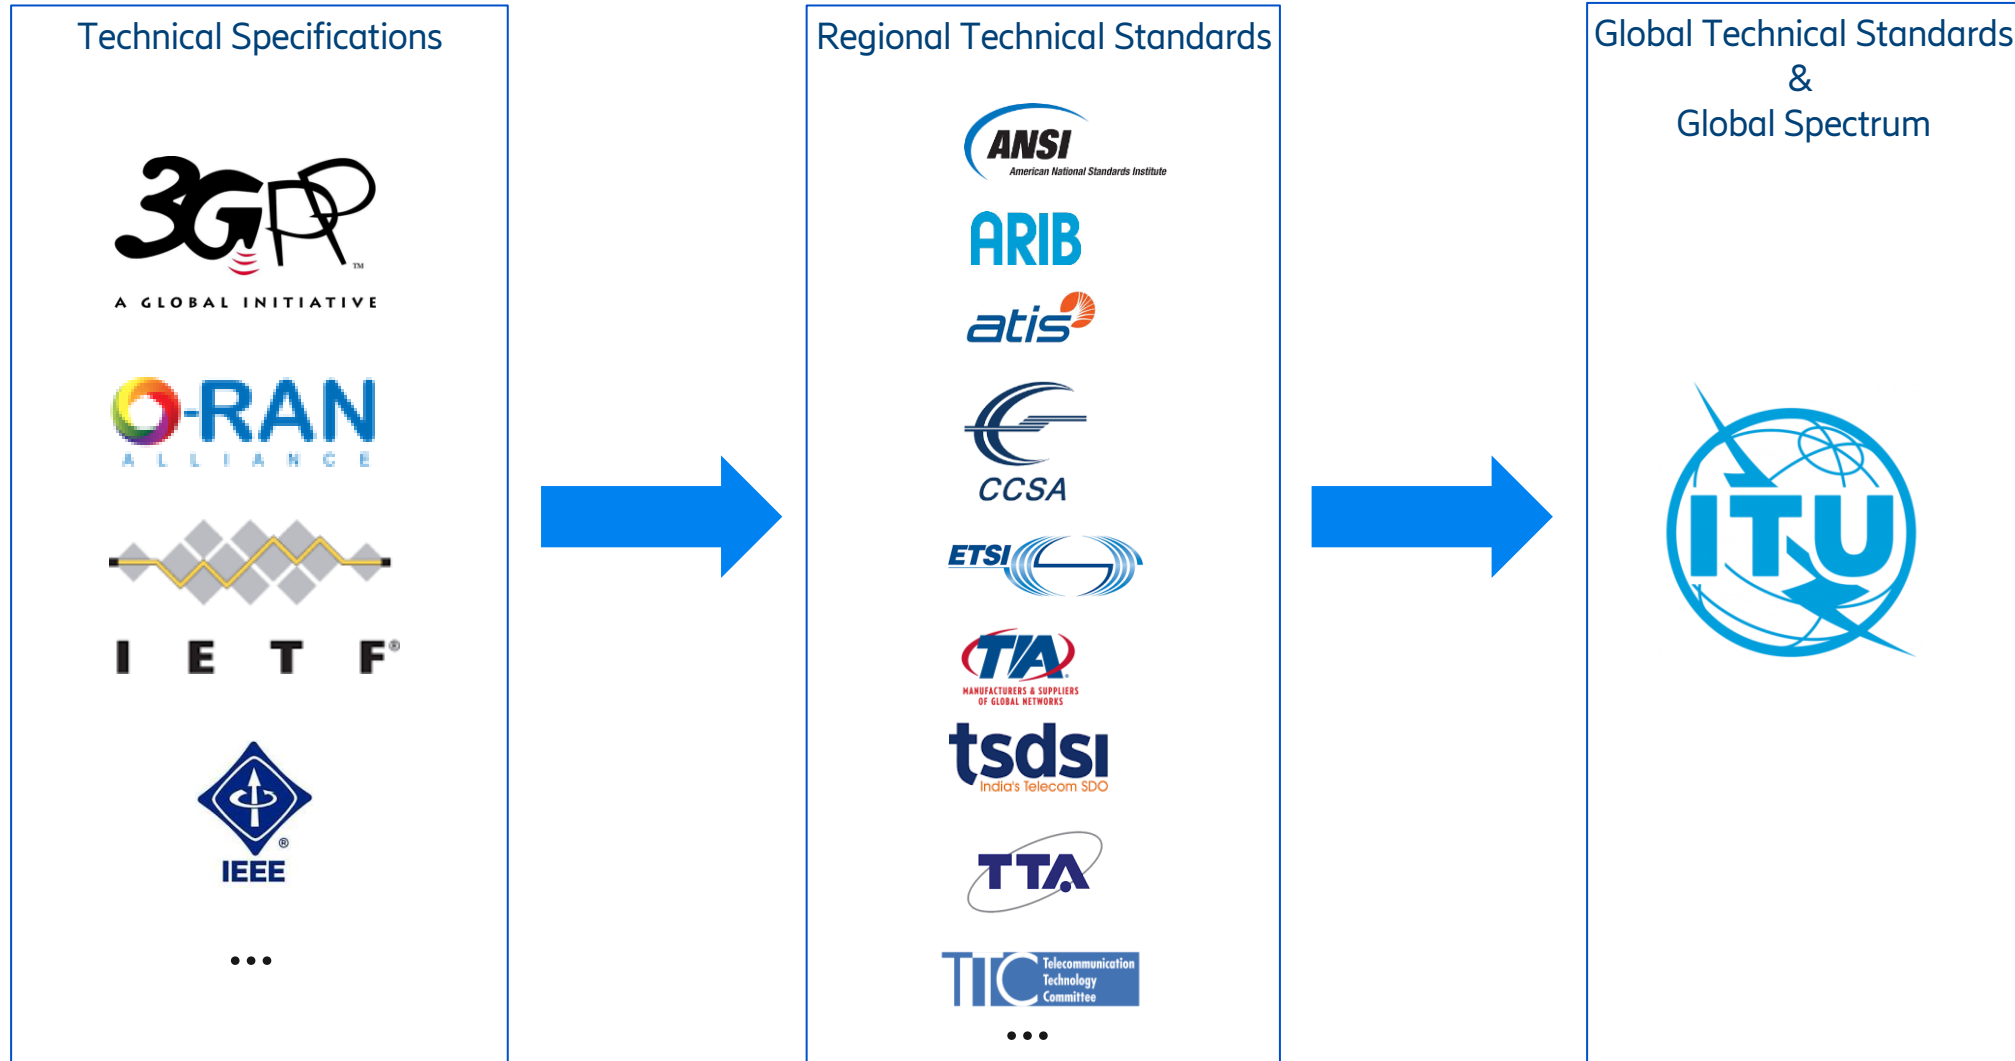 Technical Specifications
3GPP
TM
A GLOBAL INITIATIVE
O-RAN
ALLIANCE
I E T F®
®
IEEE
...
Regional Technical Standards
ANSI
American National Standards Institute
ARIB
atis
CCSA
ETSI
TIA®
MANUFACTURERS & SUPPLIERS
OF GLOBAL NETWORKS
tsdsi
India's Telecom SDO
TTA
TTC
Telecommunication
Technology
Committee
...
Global Technical Standards
&
Global Spectrum
ITU